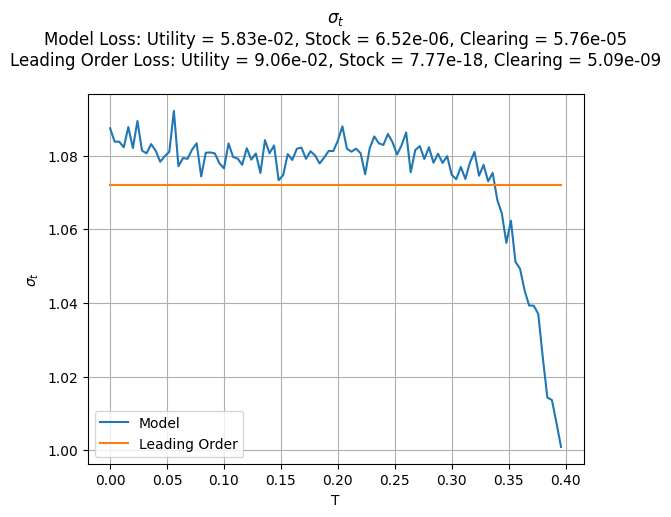 σt
Model Loss: Utility = 5.83e-02, Stock = 6.52e-06, Clearing = 5.76e-05
Leading Order Loss: Utility = 9.06e-02, Stock = 7.77e-18, Clearing = 5.09e-09
1.08
1.06
1.04
1.02
1.00
σt
Model
Leading Order
0.00 0.05 0.10 0.15 0.20 0.25 0.30 0.35 0.40
T